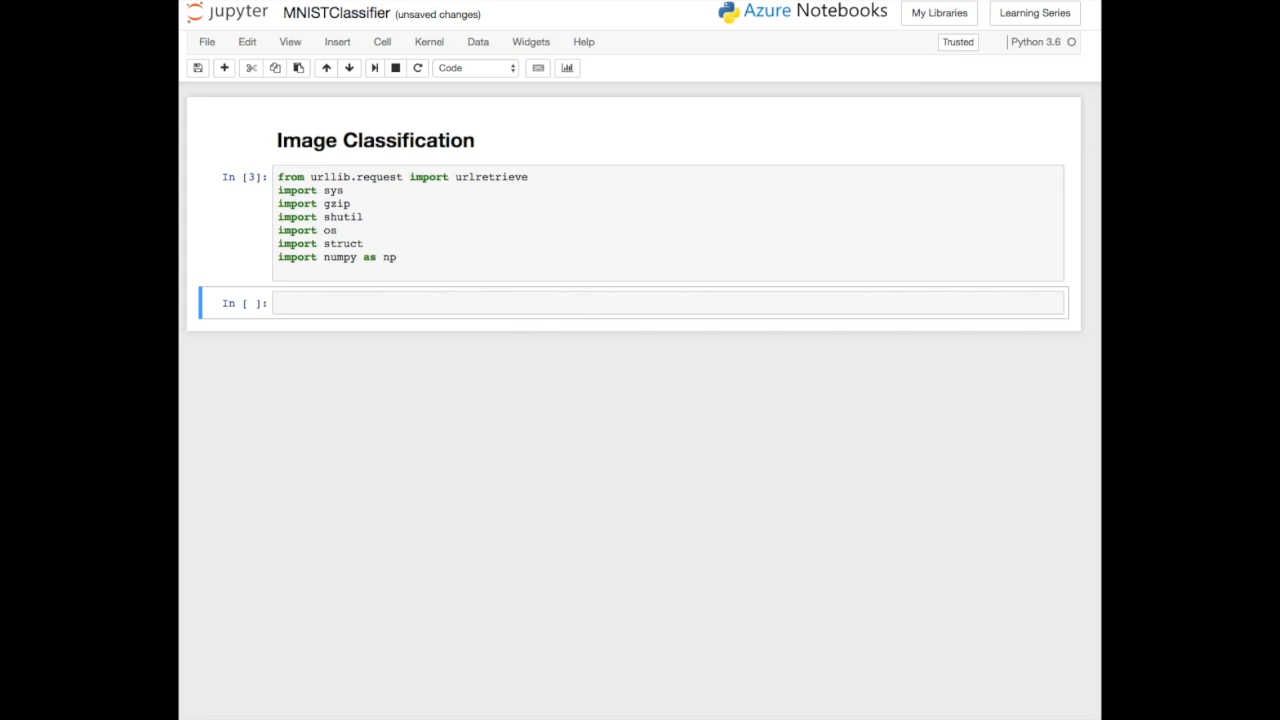 jupyter MNISTClassifier (unsaved changes) Azure Notebooks My Libraries Learning Series
File Edit View Insert Cell Kernel Data Widgets Help Trusted Python 3.6
Code
Image Classification
In [3]: from urllib.request import urlretrieve
import sys
import gzip
import shutil
import os
import struct
import numpy as np
In [ ]: